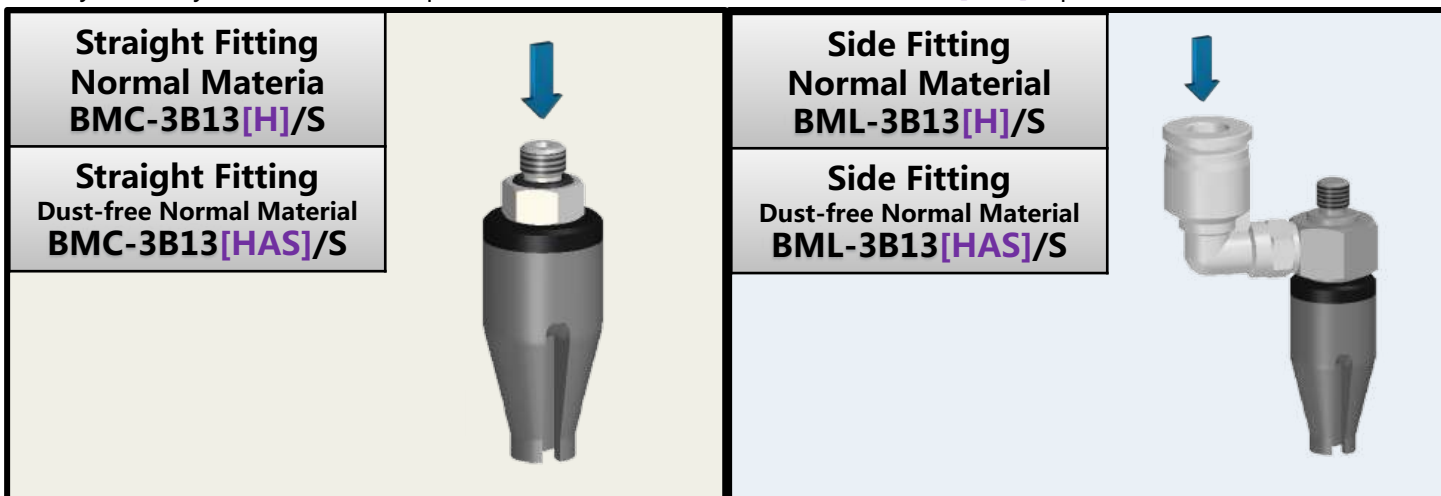 Straight Fitting
Normal Materia
BMC-3B13[H]/S
Straight Fitting
Dust-free Normal Material
BMC-3B13[HAS]/S
Side Fitting
Normal Material
BML-3B13[H]/S
Side Fitting
Dust-free Normal Material
BML-3B13[HAS]/S